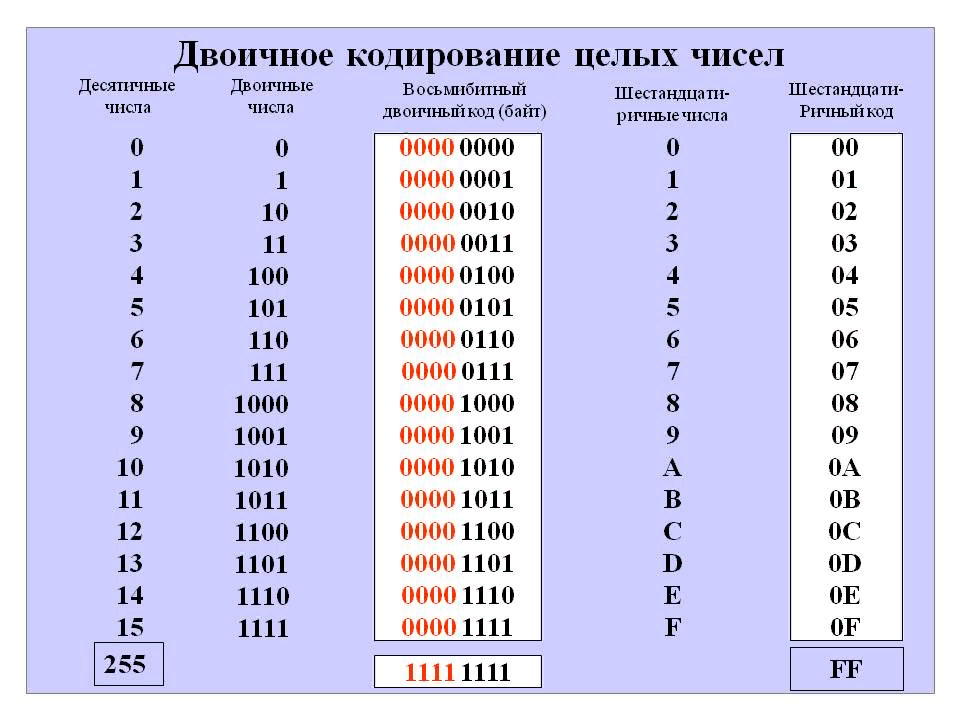 Двоичное кодирование целых чисел
Десятичные числа Двоичные числа Восьмибитный двоичный код (байт) Шестандцати-ричные числа Шестандцати-Ричный код
0 0 0000 0000 0 00
1 1 0000 0001 1 01
2 10 0000 0010 2 02
3 11 0000 0011 3 03
4 100 0000 0100 4 04
5 101 0000 0101 5 05
6 110 0000 0110 6 06
7 111 0000 0111 7 07
8 1000 0000 1000 8 08
9 1001 0000 1001 9 09
10 1010 0000 1010 A 0A
11 1011 0000 1011 B 0B
12 1100 0000 1100 C 0C
13 1101 0000 1101 D 0D
14 1110 0000 1110 E 0E
15 1111 0000 1111 F 0F
255 1111 1111 FF